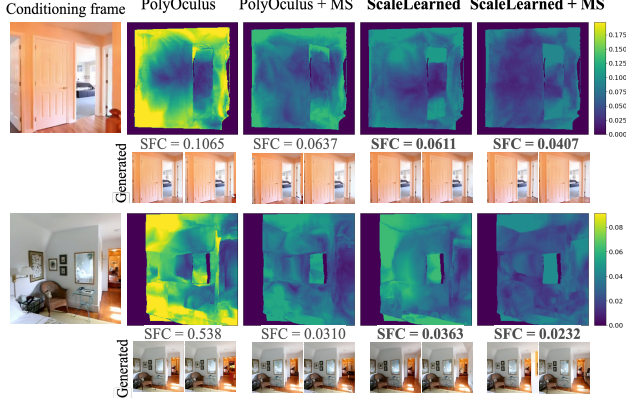 Conditioning frame PolyOculus PolyOculus + MS ScaleLearned ScaleLearned + MS
0.175
0.150
0.125
0.100
0.075
0.050
0.025
0.000
SFC = 0.1065 SFC = 0.0637 SFC = 0.0611 SFC = 0.0407
Generated
0.08
0.06
0.04
0.02
0.00
SFC = 0.538 SFC = 0.0310 SFC = 0.0363 SFC = 0.0232
Generated